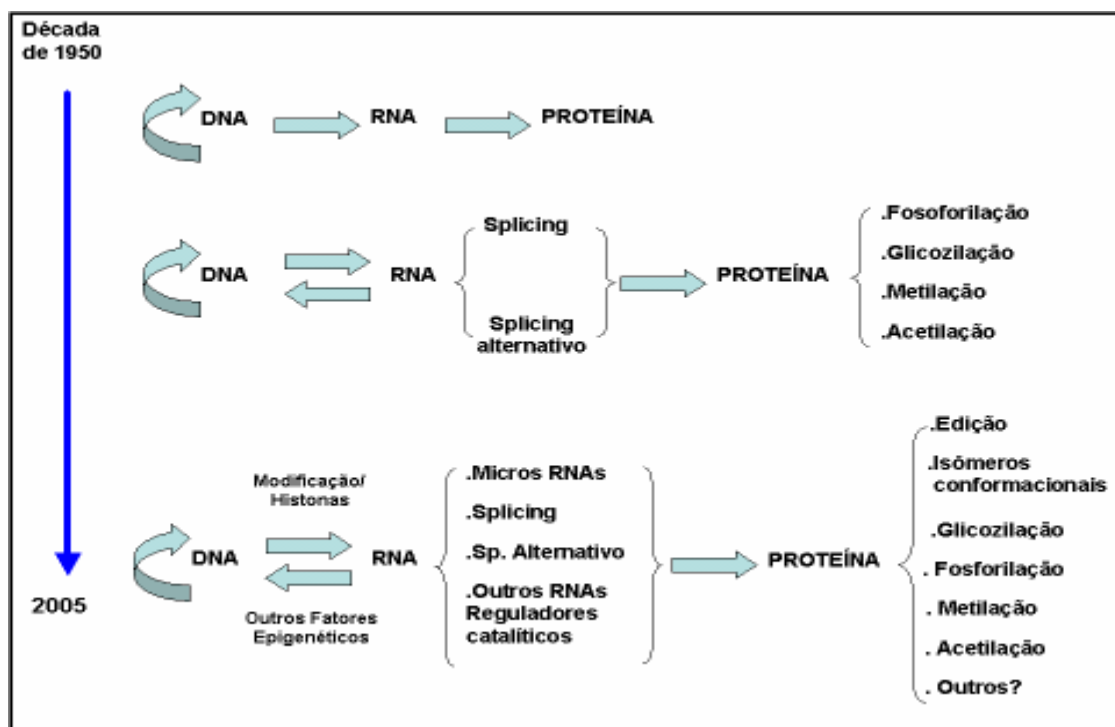 Década
de 1950
DNA
RNA
PROTEÍNA
DNA
RNA
Splicing
Splicing
alternativo
PROTEÍNA
.Fosoforilação
.Glicozilação
.Metilação
.Acetilação
2005
DNA
Modificação/
Histonas
Outros Fatores
Epigenéticos
RNA
.Micros RNAs
.Splicing
.Sp. Alternativo
.Outros RNAs
Reguladores
catalíticos
PROTEÍNA
.Edição
.Isômeros
conformacionais
.Glicozilação
. Fosforilação
. Metilação
. Acetilação
. Outros?